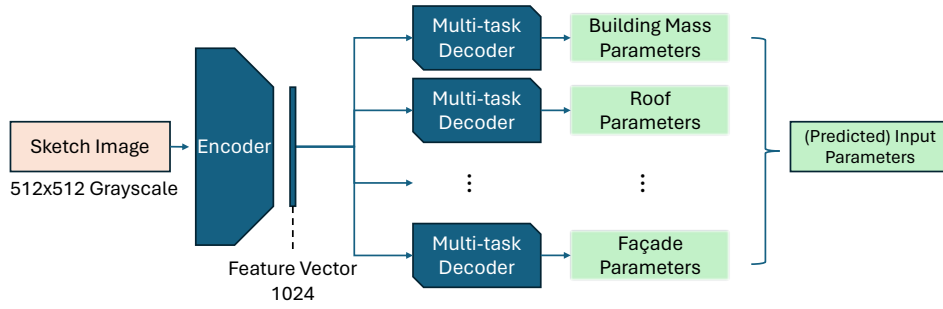 Sketch Image
512x512 Grayscale
Encoder
Feature Vector
1024
Multi-task
Decoder
Building Mass
Parameters
Multi-task
Decoder
Roof
Parameters
⋮
⋮
Multi-task
Decoder
Façade
Parameters
(Predicted) Input
Parameters